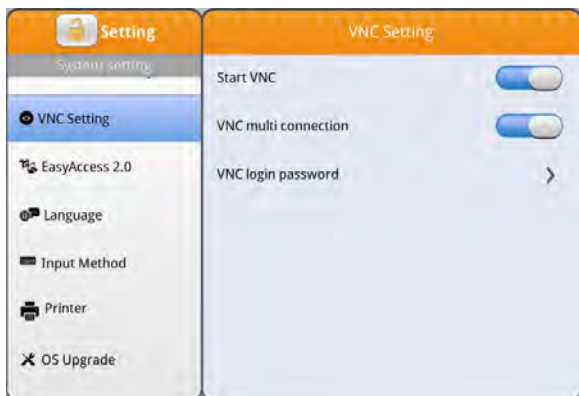 Setting
System setting
VNC Setting
EasyAccess 2.0
Language
Input Method
Printer
OS Upgrade
VNC Setting
Start VNC
VNC multi connection
VNC login password